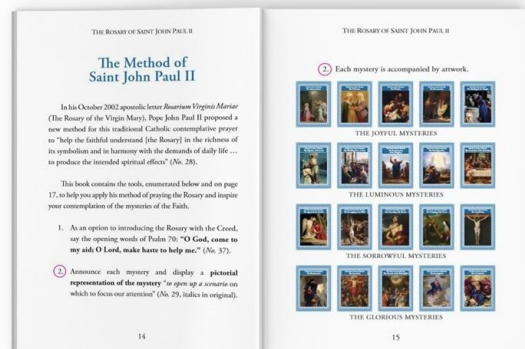 THE ROSARY OF SAINT JOHN PAUL II
The Method of
Saint John Paul II
In his October 2002 apostolic letter Rosarium Virginis Mariae
(The Rosary of the Virgin Mary), Pope John Paul II proposed a
new method for this traditional Catholic contemplative prayer
to "help the faithful understand [the Rosary] in the richness of
its symbolism and in harmony with the demands of daily life ...
to produce the intended spiritual effects" (No. 28).
This book contains the tools, enumerated below and on page
17, to help you apply his method of praying the Rosary and inspire
your contemplation of the mysteries of the Faith.
1. As an option to introducing the Rosary with the Creed,
say the opening words of Psalm 70: "O God, come to
my aid; O Lord, make haste to help me." (No. 37).
2. Announce each mystery and display a pictorial
representation of the mystery "to open up a scenario on
which to focus our attention" (No. 29, italics in original).
14
THE ROSARY OF SAINT JOHN PAUL II
2. Each mystery is accompanied by artwork.
THE JOYFUL MYSTERIES
THE LUMINOUS MYSTERIES
THE SORROWFUL MYSTERIES
THE GLORIOUS MYSTERIES
15